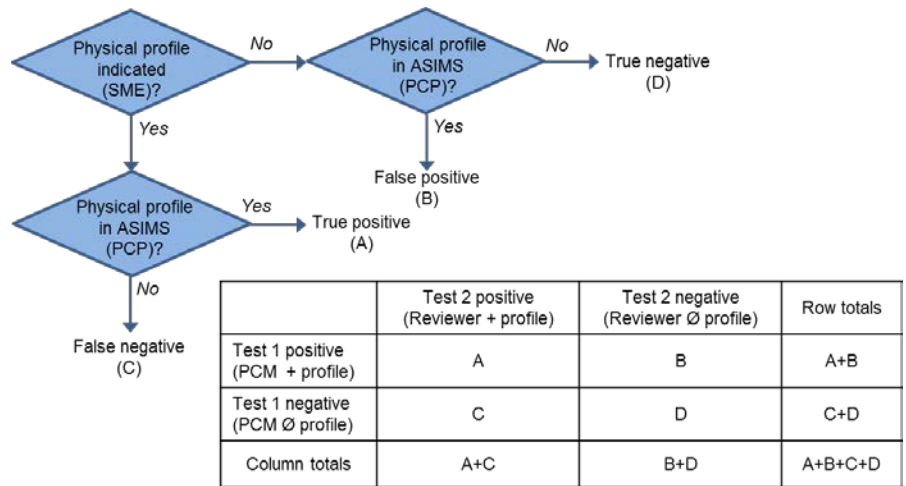 Physical profile
indicated
(SME)?
No
Physical profile
in ASIMS
(PCP)?
No
True negative
(D)
Yes
Yes
False positive
(B)
Physical profile
in ASIMS
(PCP)?
Yes
True positive
(A)
No
False negative
(C)
Test 2 positive
(Reviewer + profile)
Test 2 negative
(Reviewer Ø profile)
Row totals
Test 1 positive
(PCM + profile)
A
B
A+B
Test 1 negative
(PCM Ø profile)
C
D
C+D
Column totals
A+C
B+D
A+B+C+D